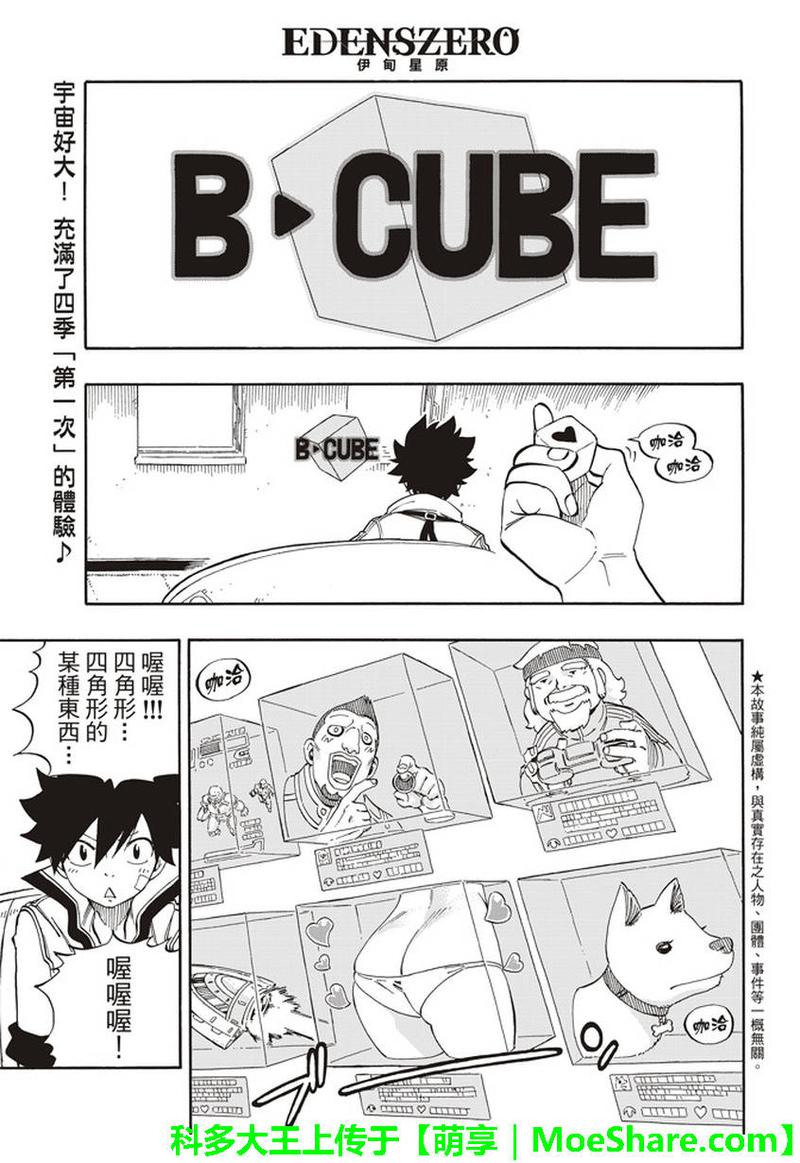 EDENSZERO
伊甸星原
宇宙好大！ 充滿了四季「第一次」的體驗♪
B▶CUBE
B▶CUBE
咖洽
咖洽
★本故事純屬虛構，與真實存在之人物、團體、事件等一概無關。
咖洽
咖洽
喔喔!!!
四角形…
四角形的
某種東西…
喔喔喔！
科多大王上传于【萌享｜MoeShare.com】